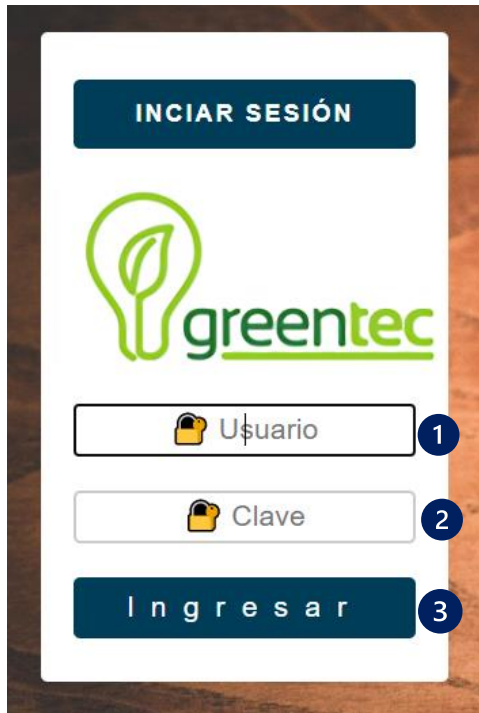 INCIAR SESIÓN
greentec
Usuario
1
Clave
2
Ingresar
3